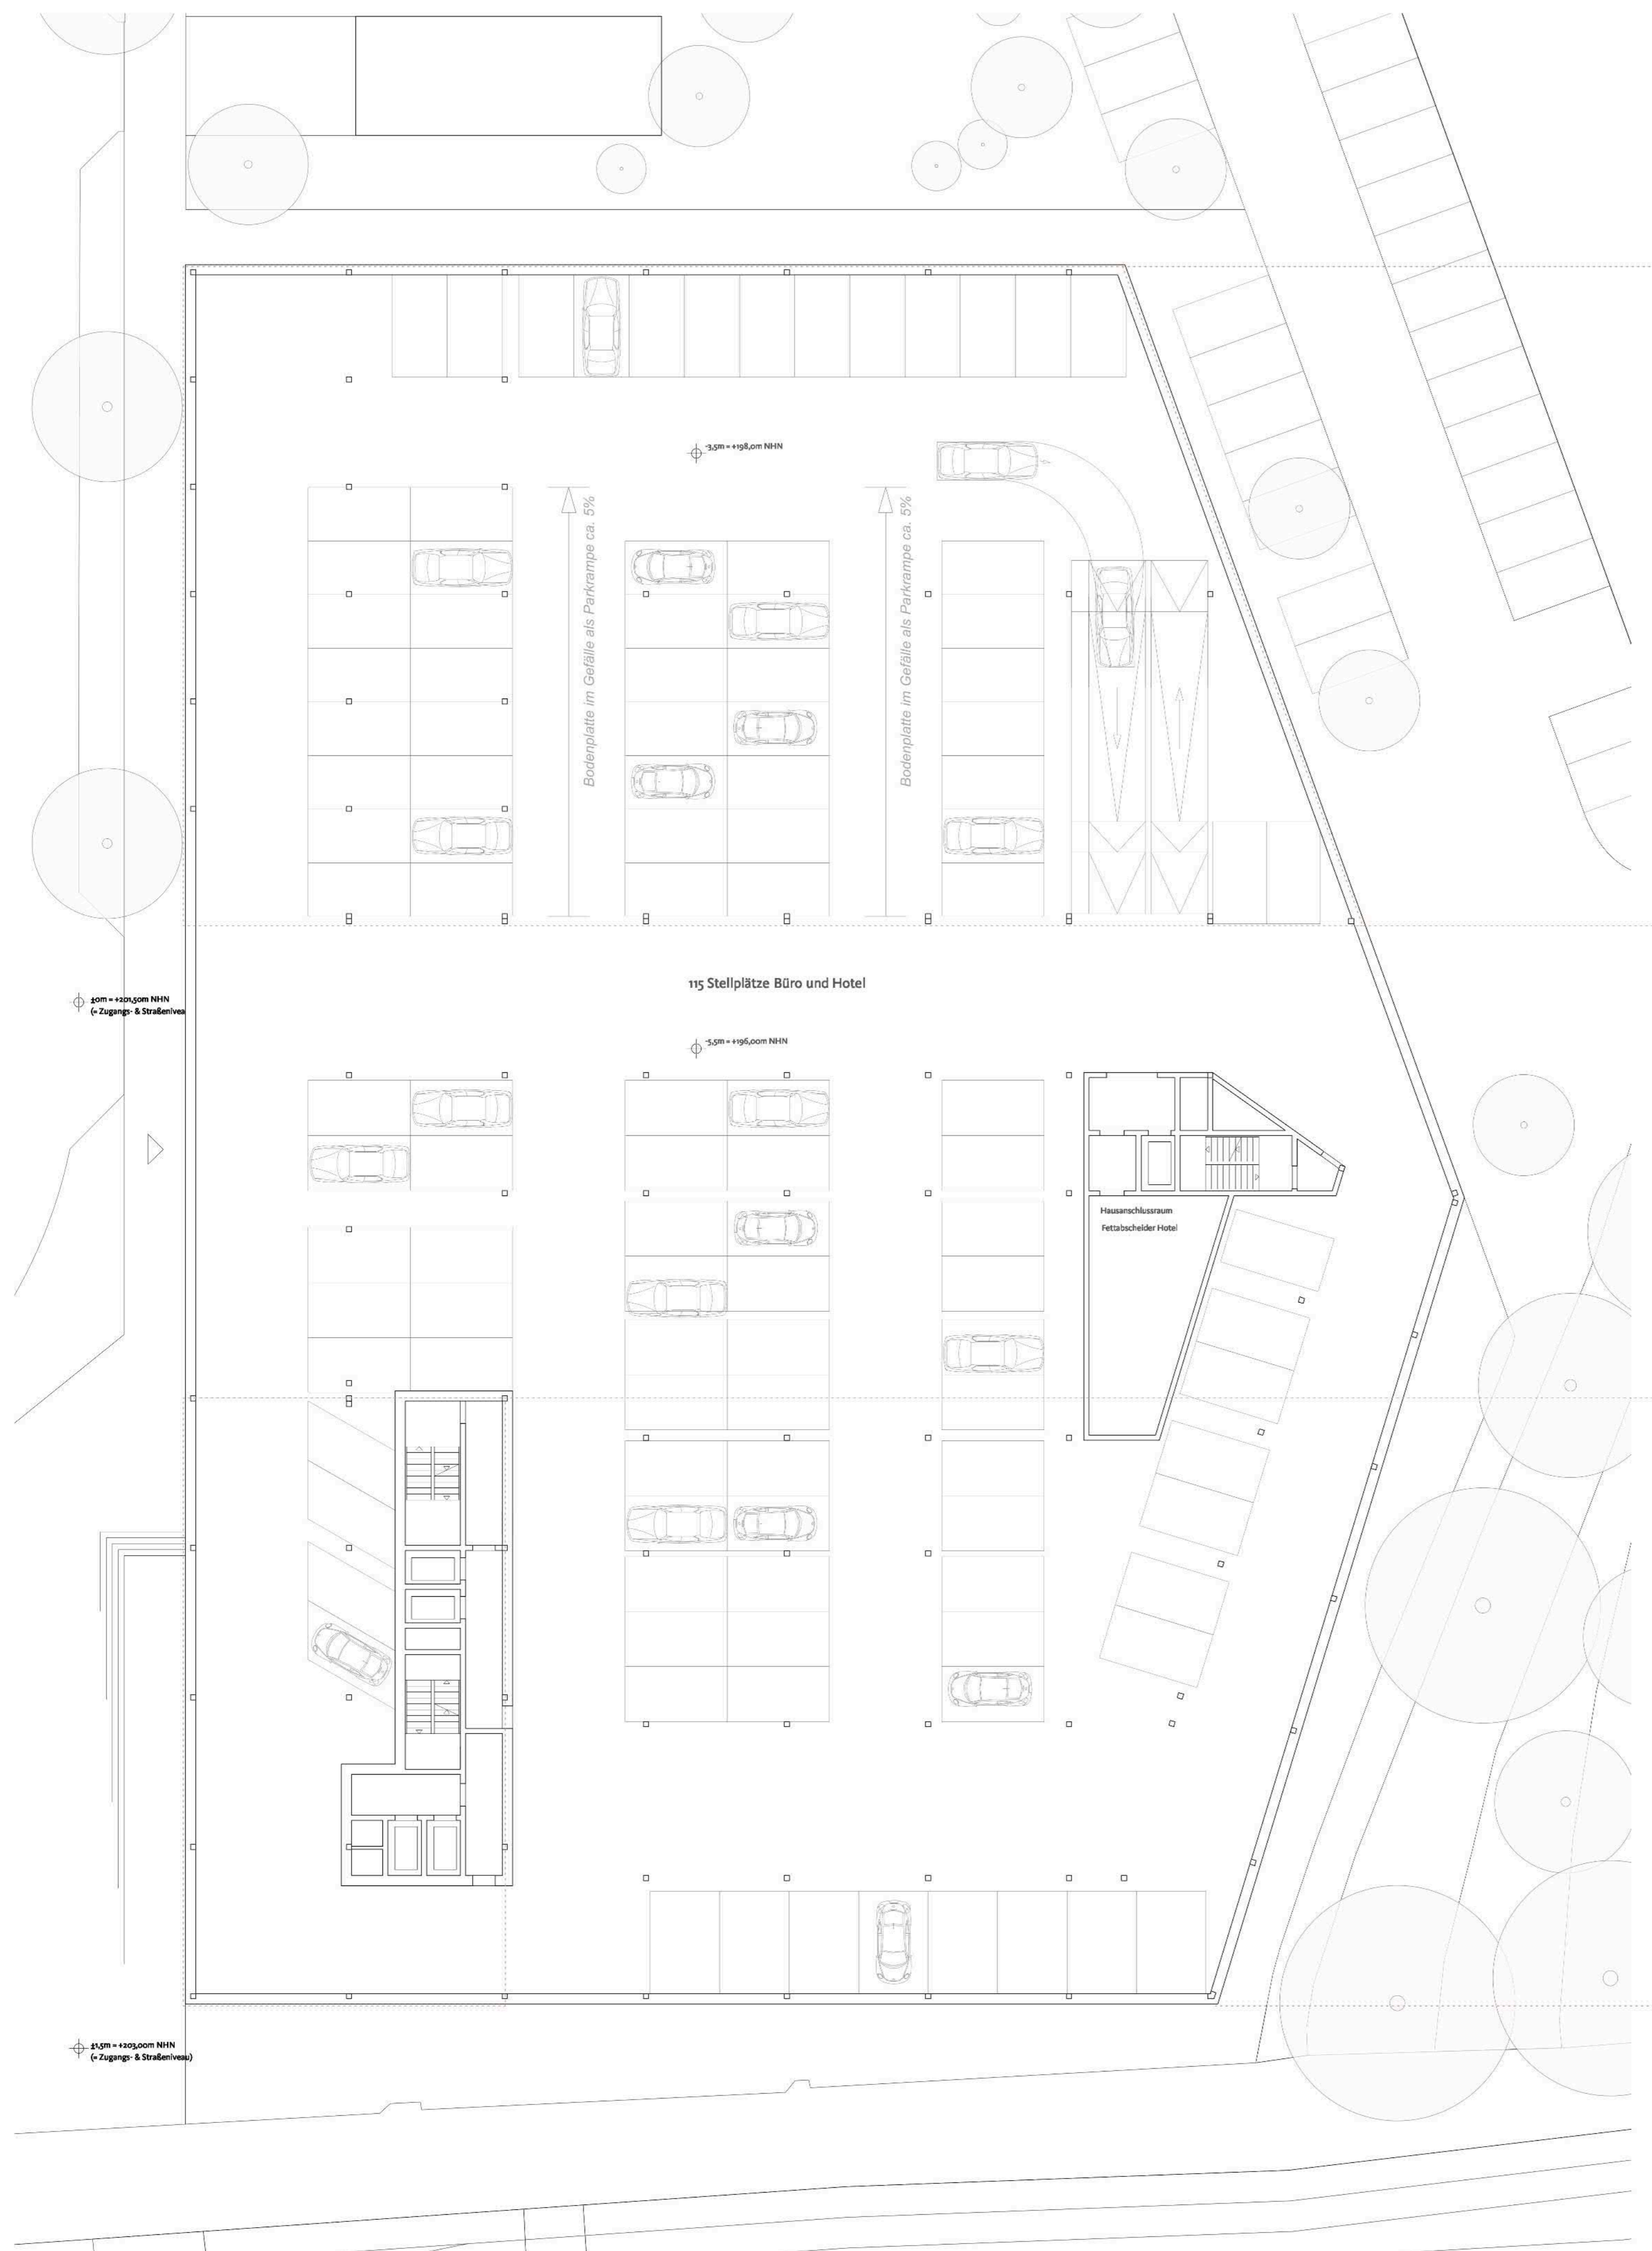 -3,5m = +198,0m NHN
Bodenplatte im Gefälle als Parkrampe ca. 5%
Bodenplatte im Gefälle als Parkrampe ca. 5%
115 Stellplätze Büro und Hotel
±0m = +201,50m NHN
(= Zugangs- & Straßenivea
-5,5m = +196,00m NHN
Hausanschlussraum
Fettabscheider Hotel
±1,5m = +203,00m NHN
(= Zugangs- & Straßeniveau)